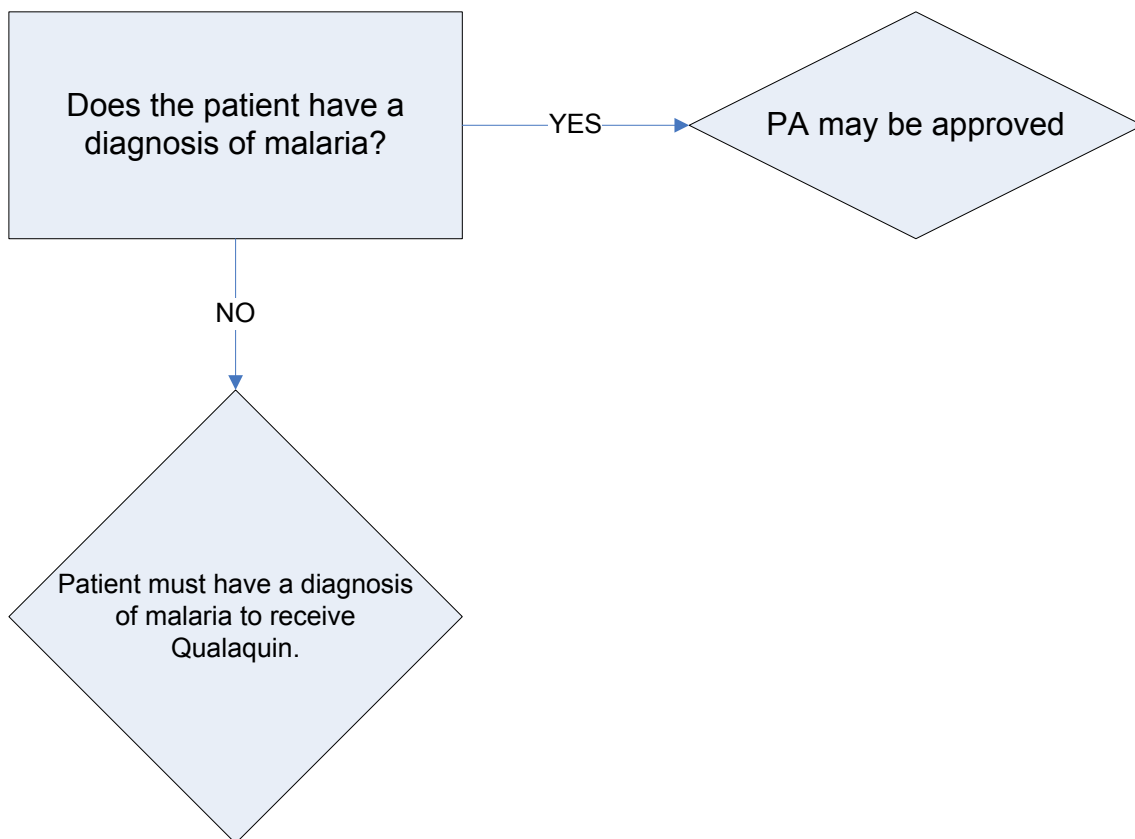 Does the patient have a
diagnosis of malaria?
YES
PA may be approved
NO
Patient must have a diagnosis
of malaria to receive
Qualaquin.